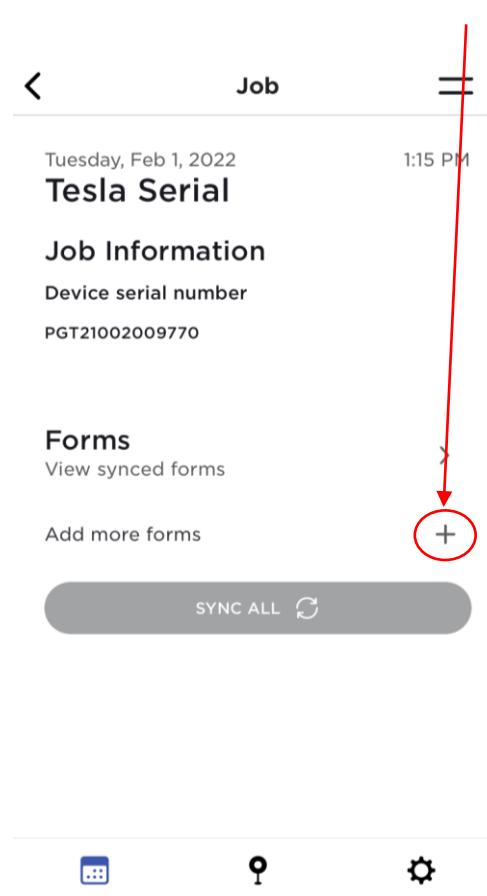 Job
Tuesday, Feb 1, 2022 1:15 PM
Tesla Serial
Job Information
Device serial number
PGT21002009770
Forms
View synced forms
Add more forms
SYNC ALL